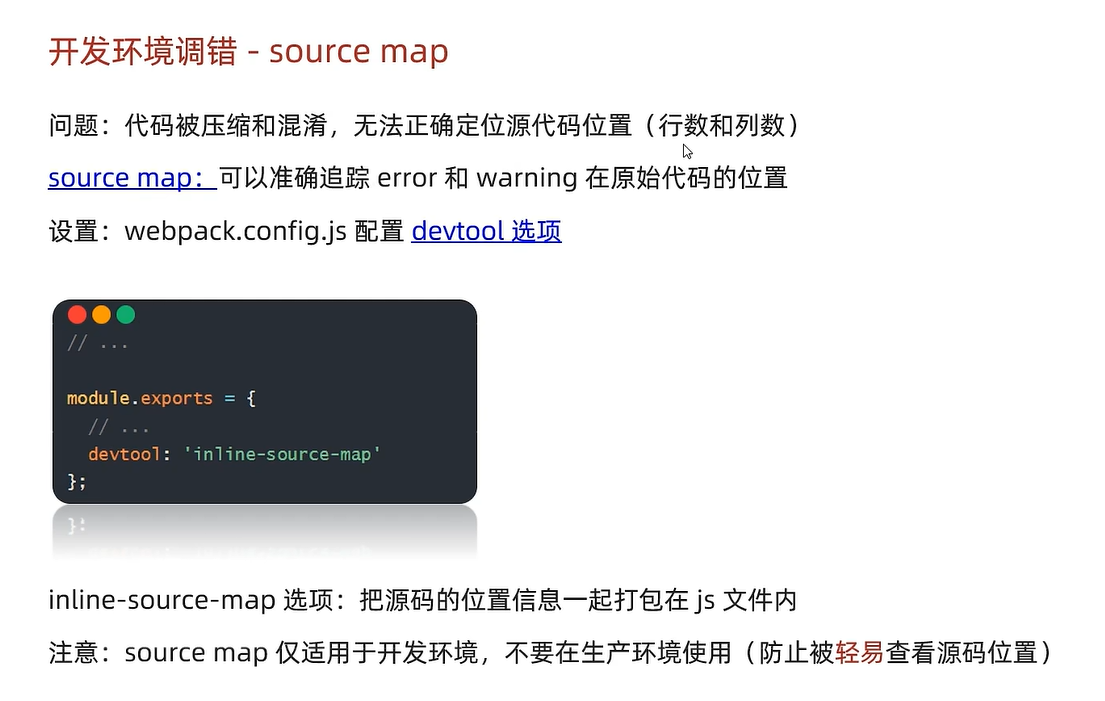 开发环境调错 - source map
问题：代码被压缩和混淆，无法正确定位源代码位置（行数和列数）
source map：可以准确追踪 error 和 warning 在原始代码的位置
设置：webpack.config.js 配置 devtool 选项
// ...
module.exports = {
  // ...
  devtool: 'inline-source-map'
};
inline-source-map 选项：把源码的位置信息一起打包在 js 文件内
注意：source map 仅适用于开发环境，不要在生产环境使用（防止被轻易查看源码位置）